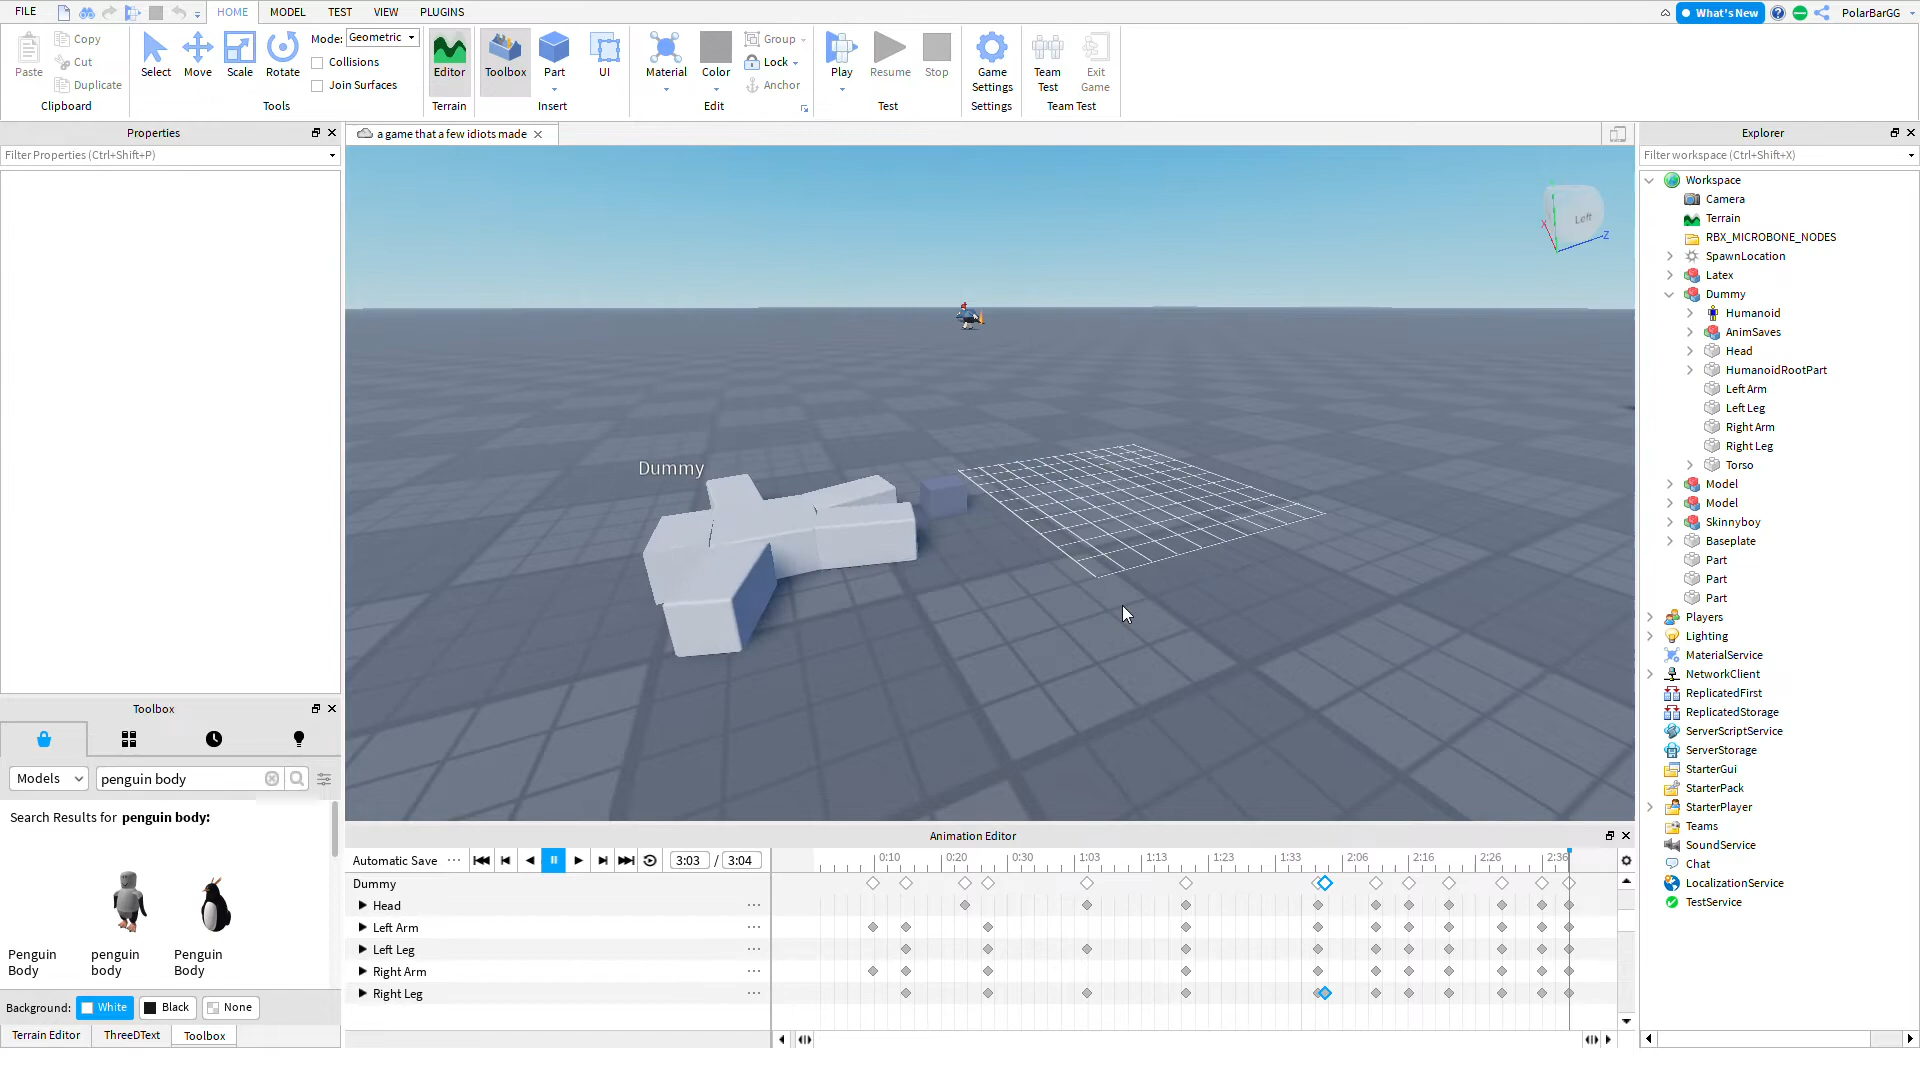 FILE
HOME
MODEL
TEST
VIEW
PLUGINS
What's New
PolarBarGG
Paste
Copy
Cut
Duplicate
Clipboard
Select
Move
Scale
Rotate
Mode:
Geometric
Collisions
Join Surfaces
Tools
Editor
Terrain
Toolbox
Part
UI
Insert
Material
Color
Group
Lock
Anchor
Edit
Play
Resume
Stop
Test
Game
Settings
Settings
Team
Test
Exit
Game
Team Test
Properties
Filter Properties (Ctrl+Shift+P)
a game that a few idiots made
Left
X
Z
Dummy
Explorer
Filter workspace (Ctrl+Shift+X)
Workspace
Camera
Terrain
RBX_MICROBONE_NODES
SpawnLocation
Latex
Dummy
Humanoid
AnimSaves
Head
HumanoidRootPart
Left Arm
Left Leg
Right Arm
Right Leg
Torso
Model
Model
Skinnyboy
Baseplate
Part
Part
Part
Players
Lighting
MaterialService
NetworkClient
ReplicatedFirst
ReplicatedStorage
ServerScriptService
ServerStorage
StarterGui
StarterPack
StarterPlayer
Teams
SoundService
Chat
LocalizationService
TestService
Toolbox
Models
penguin body
Search Results for penguin body:
Penguin
Body
penguin
body
Penguin
Body
Background:
White
Black
None
Terrain Editor
ThreeDText
Toolbox
Animation Editor
Automatic Save
3:03 / 3:04
0:10
0:20
0:30
1:03
1:13
1:23
1:33
2:06
2:16
2:26
2:36
Dummy
Head
Left Arm
Left Leg
Right Arm
Right Leg